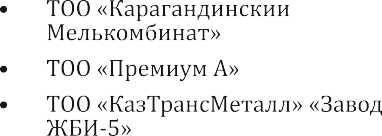 • ТОО «Карагандинскии
Мелькомбинат»
• ТОО «Премиум А»
• ТОО «КазТрансМеталл» «Завод
ЖБИ-5»